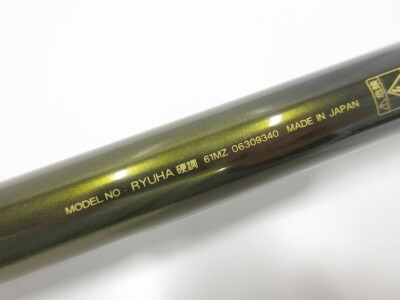 MODEL NO RYUHA 硬調 61MZ 06309340 MADE IN JAPAN